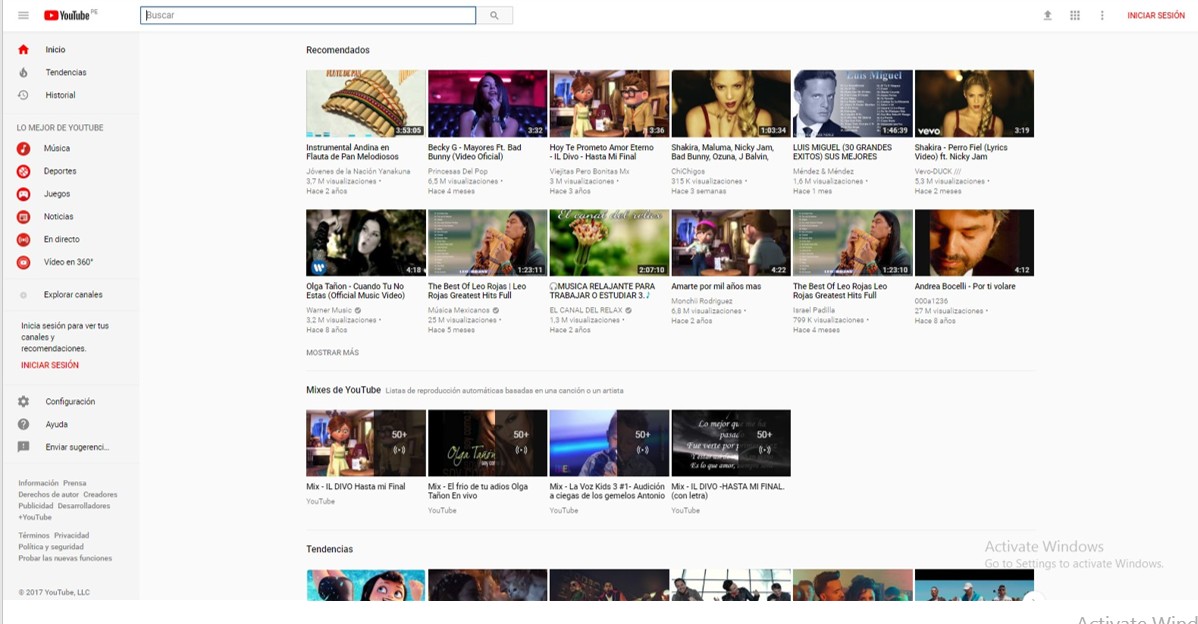 YouTube PE
Buscar
INICIAR SESIÓN
Inicio
Tendencias
Historial
LO MEJOR DE YOUTUBE
Música
Deportes
Juegos
Noticias
En directo
Vídeo en 360°
Explorar canales
Inicia sesión para ver tus
canales y
recomendaciones.
INICIAR SESIÓN
Configuración
Ayuda
Enviar sugerenci...
Información Prensa
Derechos de autor Creadores
Publicidad Desarrolladores
+YouTube
Términos Privacidad
Política y seguridad
Probar las nuevas funciones
© 2017 YouTube, LLC
Recomendados
FLAUTA DE PAN
3:53:05
Instrumental Andina en
Flauta de Pan Melodiosos
Jóvenes de la Nación Yanakuna
3,7 M visualizaciones •
Hace 2 años
3:32
Becky G - Mayores Ft. Bad
Bunny (Video Oficial)
Princesas Del Pop
6,5 M visualizaciones •
Hace 4 meses
3:36
Hoy Te Prometo Amor Eterno
- IL Divo - Hasta Mi Final
Viejitas Pero Bonitas Mx
3 M visualizaciones •
Hace 3 años
1:03:34
Shakira, Maluma, Nicky Jam,
Bad Bunny, Ozuna, J Balvin,
ChiChigos
315 K visualizaciones •
Hace 3 semanas
Luis Miguel
1:46:39
LUIS MIGUEL (30 GRANDES
EXITOS) SUS MEJORES
Méndez & Méndez
1,6 M visualizaciones •
Hace 1 mes
vevo
3:19
Shakira - Perro Fiel (Lyrics
Video) ft. Nicky Jam
Vevo-DUCK ///
5,3 M visualizaciones •
Hace 2 meses
4:18
Olga Tañon - Cuando Tu No
Estas (Official Music Video)
Warner Music
3,2 M visualizaciones •
Hace 8 años
1:23:11
The Best Of Leo Rojas | Leo
Rojas Greatest Hits Full
Música Mexicanos
25 M visualizaciones •
Hace 5 meses
El canal del relax
2:07:10
🎧MUSICA RELAJANTE PARA
TRABAJAR O ESTUDIAR 3.♪
EL CANAL DEL RELAX
1,3 M visualizaciones •
Hace 2 años
4:22
Amarte por mil años mas
Monchii Rodriguez
6,8 M visualizaciones •
Hace 2 años
1:23:10
The Best Of Leo Rojas Leo
Rojas Greatest Hits Full
Israel Padilla
799 K visualizaciones •
Hace 4 meses
4:12
Andrea Bocelli - Por ti volare
000a1236
27 M visualizaciones •
Hace 8 años
MOSTRAR MÁS
Mixes de YouTube Listas de reproducción automáticas basadas en una canción o un artista
50+
Mix - IL DIVO Hasta mi Final
YouTube
Olga Tañon
50+
Mix - El frio de tu adios Olga
Tañon En vivo
YouTube
50+
Mix - La Voz Kids 3 #1- Audición
a ciegas de los gemelos Antonio
YouTube
Lo mejor que me ha
pasado
Fue verte por
Es lo que amor,
50+
Mix - IL DIVO -HASTA MI FINAL.
(con letra)
YouTube
Tendencias
Activate Windows
Go to Settings to activate Windows.
Activate Wind